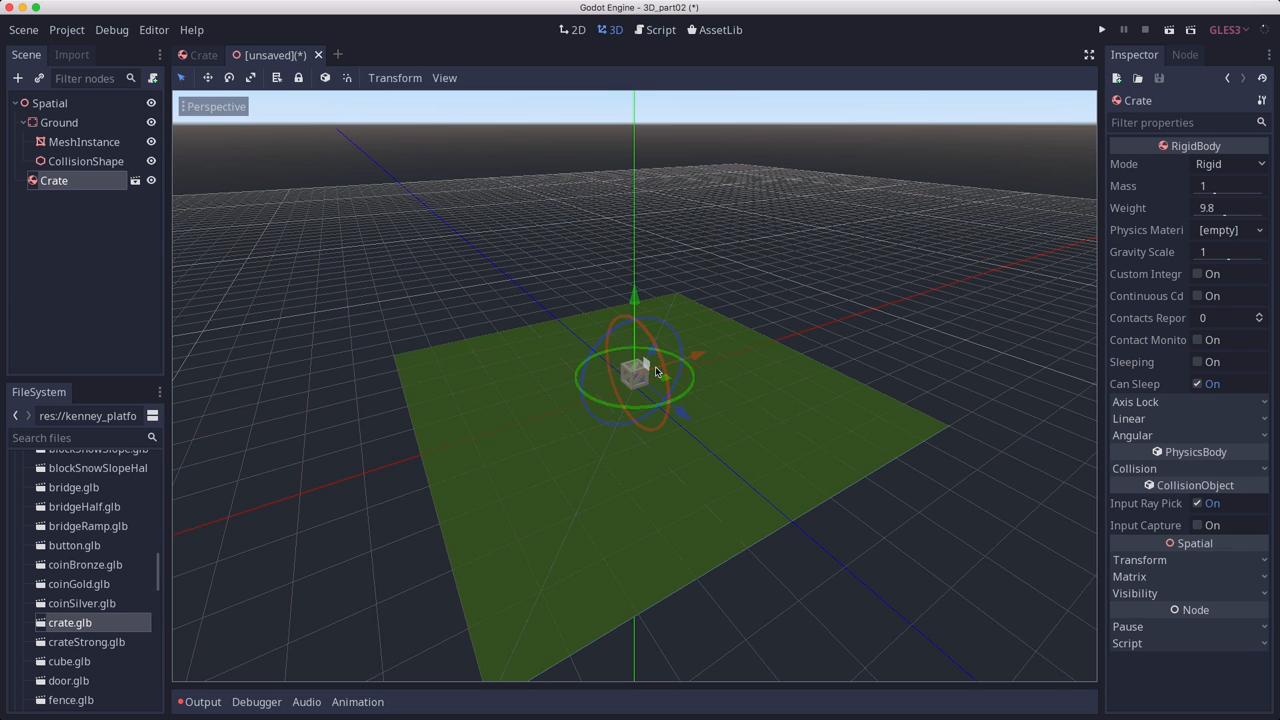 Godot Engine - 3D_part02 (*)
Scene Project Debug Editor Help
2D 3D Script AssetLib
GLES3
Scene Import
Crate [unsaved](*)
Inspector Node
Filter nodes
Transform View
Perspective
Spatial
Ground
MeshInstance
CollisionShape
Crate
FileSystem
res://kenney_platfo
Search files
blockSnowSlope.glb
blockSnowSlopeHal
bridge.glb
bridgeHalf.glb
bridgeRamp.glb
button.glb
coinBronze.glb
coinGold.glb
coinSilver.glb
crate.glb
crateStrong.glb
cube.glb
door.glb
fence.glb
Output Debugger Audio Animation
Crate
Filter properties
RigidBody
Mode Rigid
Mass 1
Weight 9.8
Physics Materi [empty]
Gravity Scale 1
Custom Integr On
Continuous Cd On
Contacts Repor 0
Contact Monito On
Sleeping On
Can Sleep On
Axis Lock
Linear
Angular
PhysicsBody
Collision
CollisionObject
Input Ray Pick On
Input Capture On
Spatial
Transform
Matrix
Visibility
Node
Pause
Script